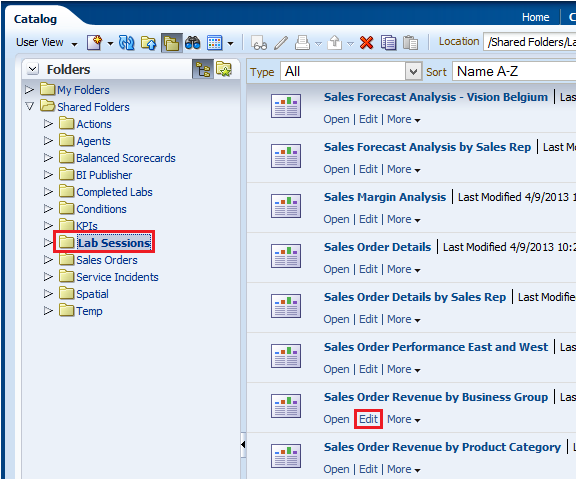 Catalog
Home
User View
Location /Shared Folders/La
Folders
My Folders
Shared Folders
Actions
Agents
Balanced Scorecards
BI Publisher
Completed Labs
Conditions
KPIs
Lab Sessions
Sales Orders
Service Incidents
Spatial
Temp
Type All Sort Name A-Z
Sales Forecast Analysis - Vision Belgium | Las
Open | Edit | More
Sales Forecast Analysis by Sales Rep | Last Mo
Open | Edit | More
Sales Margin Analysis | Last Modified 4/9/2013 1
Open | Edit | More
Sales Order Details | Last Modified 4/9/2013 10:2
Open | Edit | More
Sales Order Details by Sales Rep | Last Modifie
Open | Edit | More
Sales Order Performance East and West | Las
Open | Edit | More
Sales Order Revenue by Business Group | Las
Open Edit More
Sales Order Revenue by Product Category | L
Open | Edit | More